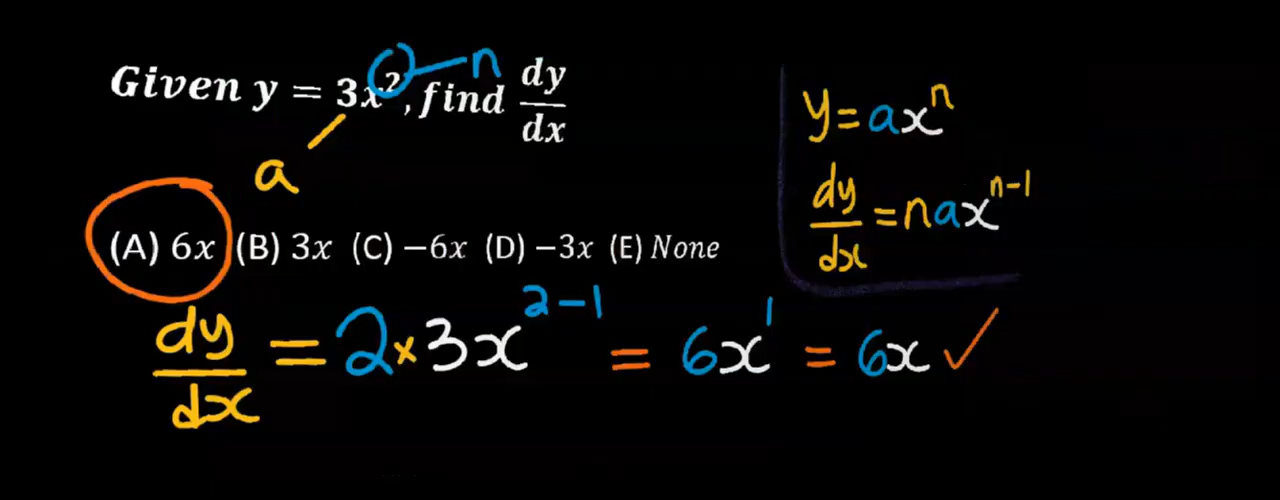 Given y = 3x², find dy/dx
n
a
y = axⁿ
dy/dx = naxⁿ⁻¹
(A) 6x (B) 3x (C) −6x (D) −3x (E) None
dy/dx = 2 × 3x²⁻¹ = 6x¹ = 6x ✓